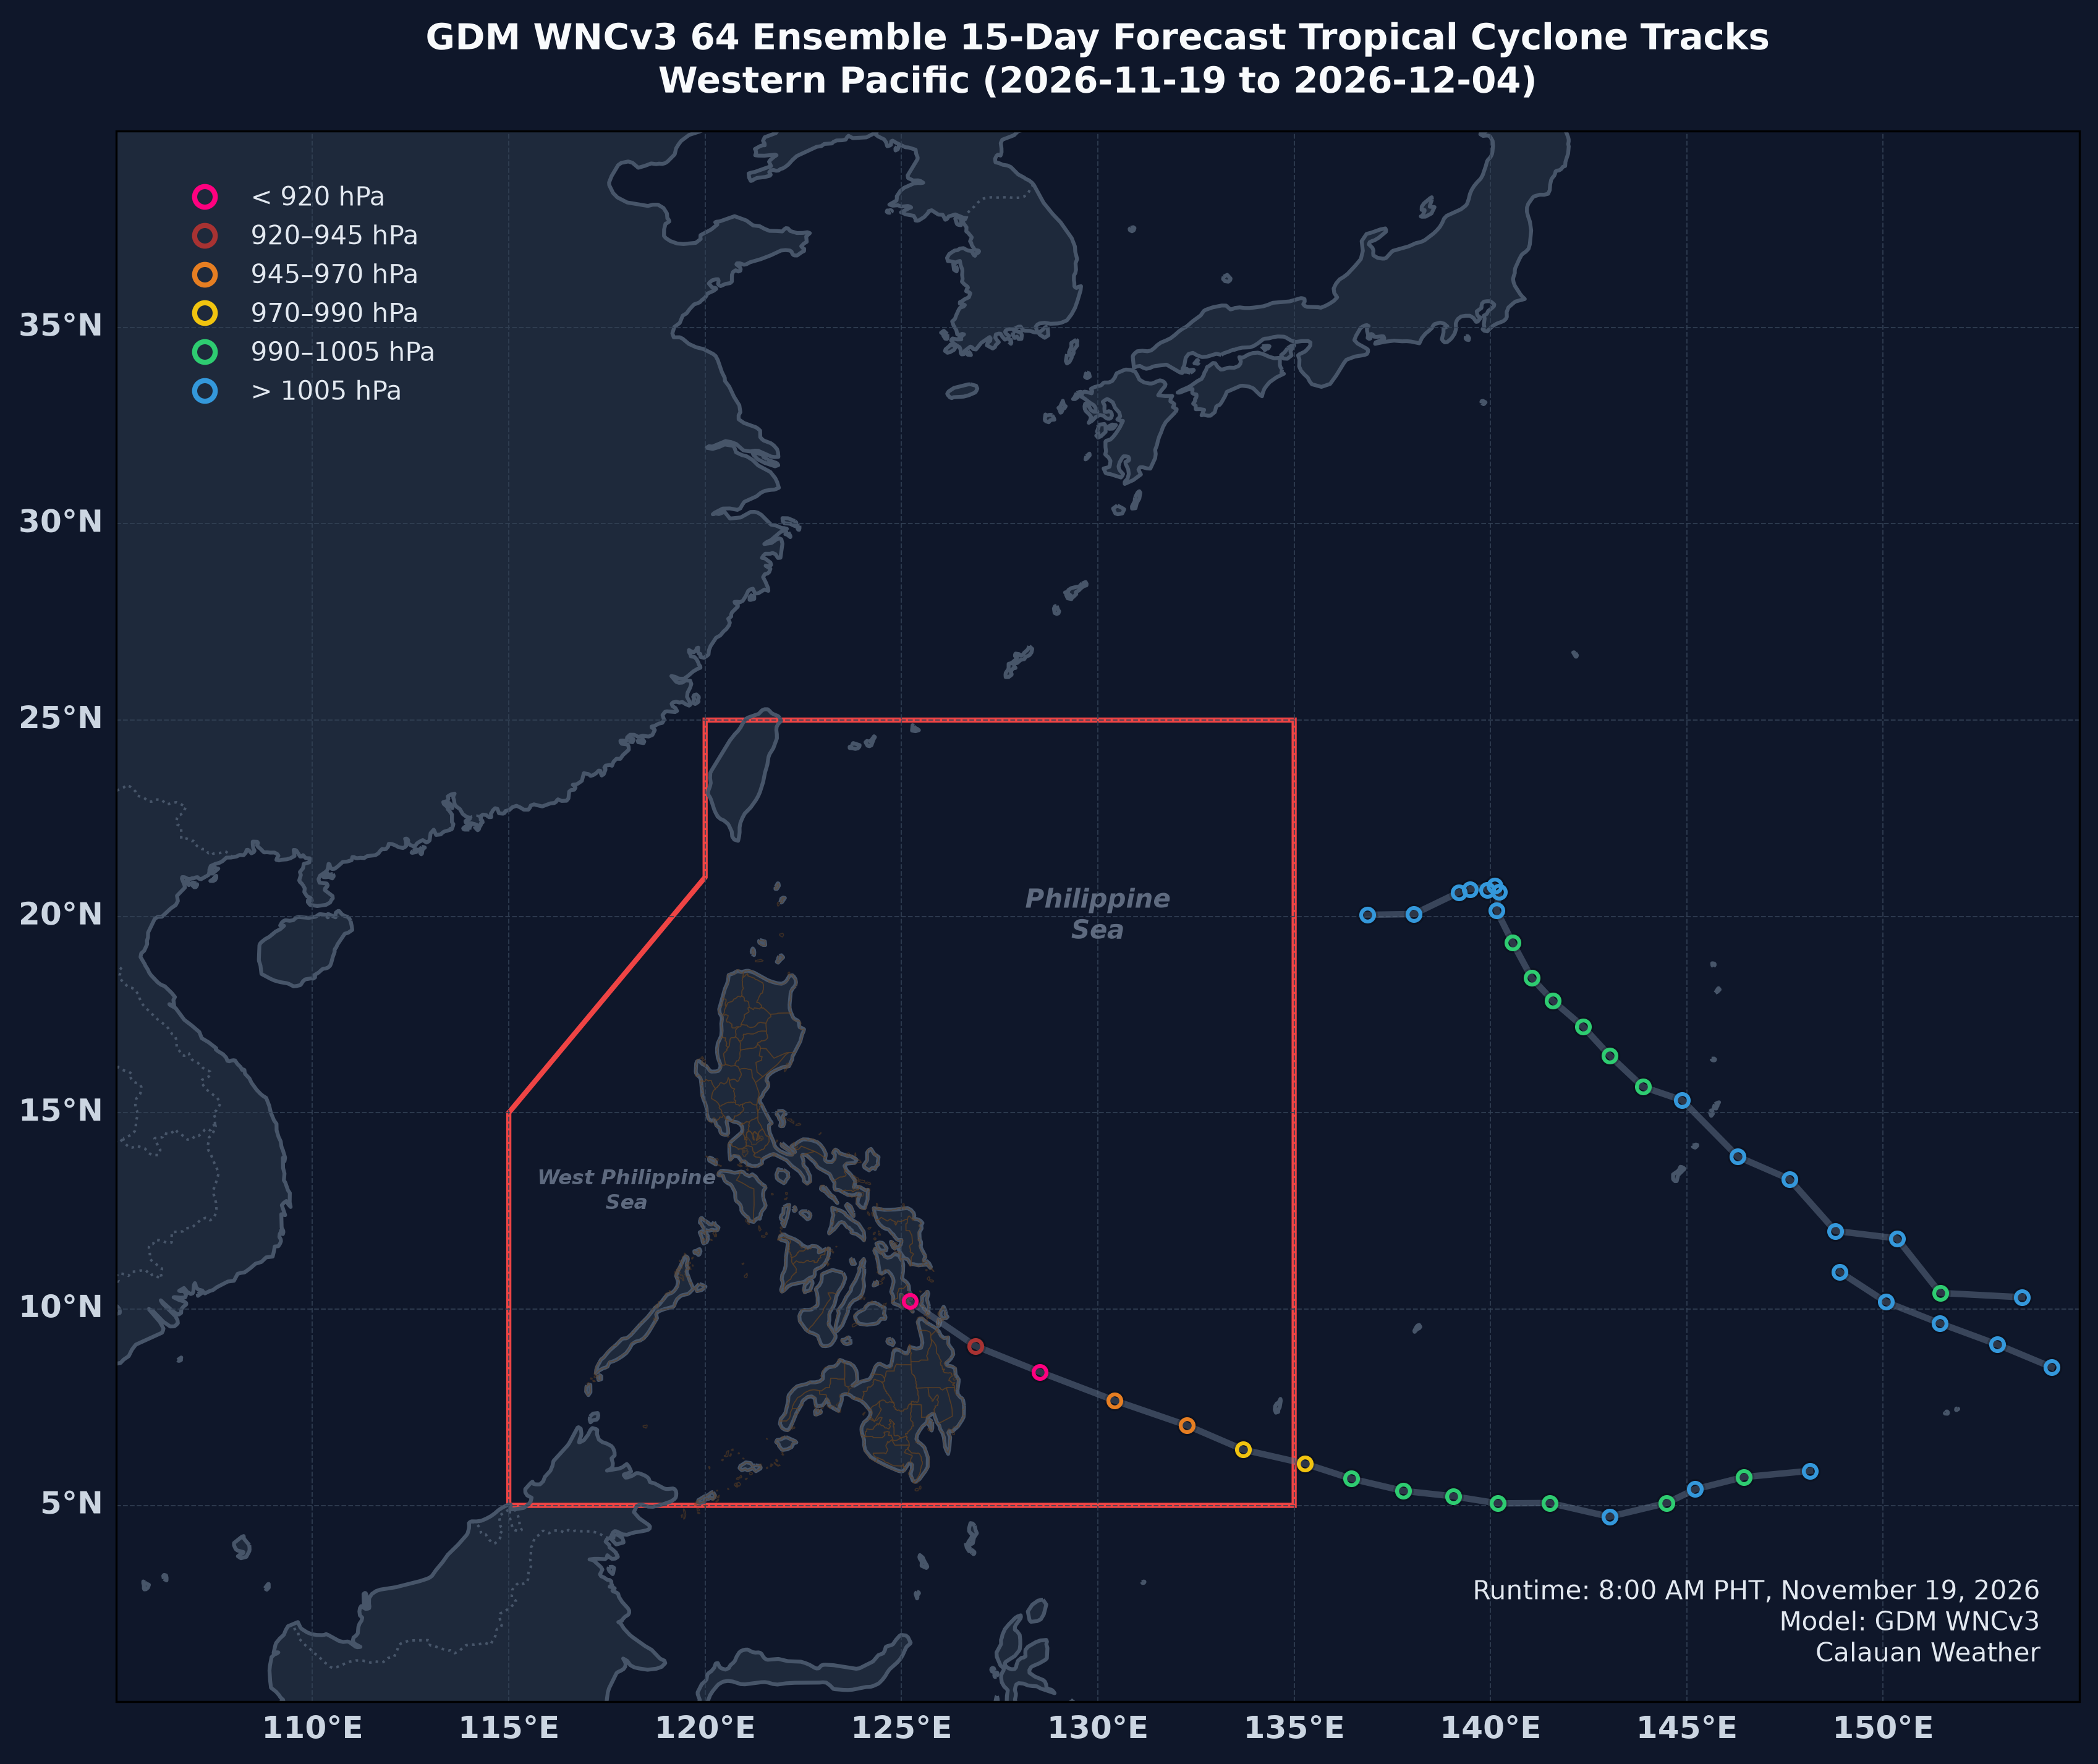 GDM WNCv3 64 Ensemble 15-Day Forecast Tropical Cyclone Tracks
Western Pacific (2026-11-19 to 2026-12-04)
< 920 hPa
920–945 hPa
945–970 hPa
970–990 hPa
990–1005 hPa
> 1005 hPa
35°N
30°N
25°N
20°N
15°N
10°N
5°N
Philippine
Sea
West Philippine
Sea
Runtime: 8:00 AM PHT, November 19, 2026
Model: GDM WNCv3
Calauan Weather
110°E
115°E
120°E
125°E
130°E
135°E
140°E
145°E
150°E